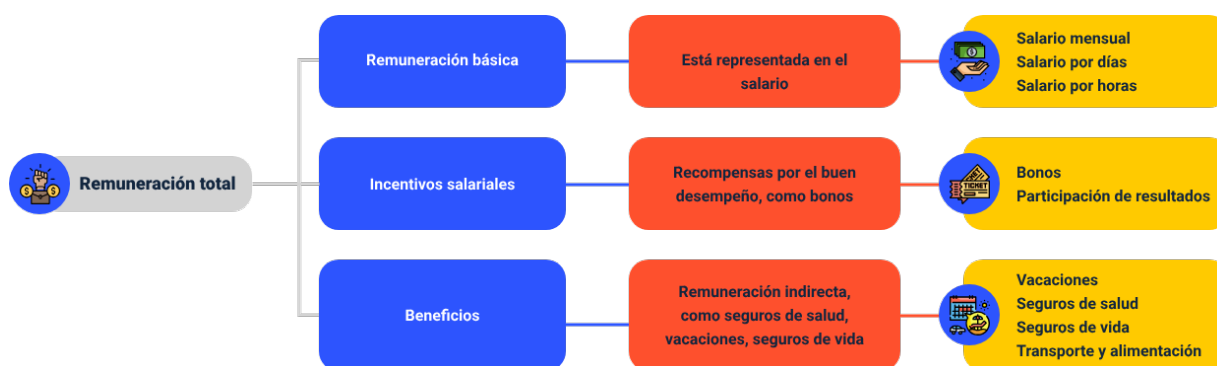 Remuneración total
Remuneración básica
Está representada en el
salario
Salario mensual
Salario por días
Salario por horas
Incentivos salariales
Recompensas por el buen
desempeño, como bonos
TICKET
Bonos
Participación de resultados
Beneficios
Remuneración indirecta,
como seguros de salud,
vacaciones, seguros de vida
Vacaciones
Seguros de salud
Seguros de vida
Transporte y alimentación